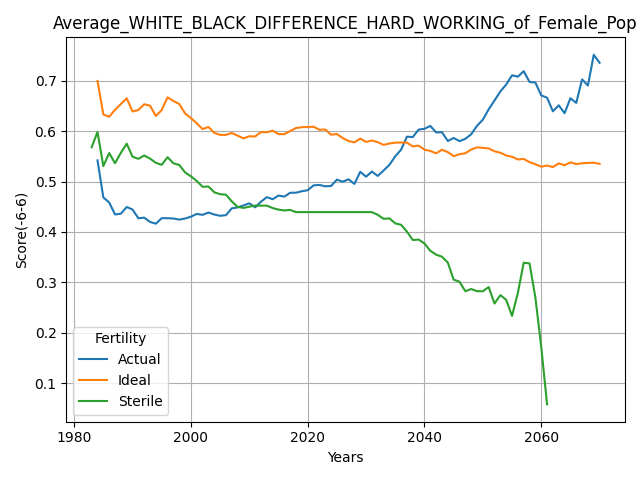 Average_WHITE_BLACK_DIFFERENCE_HARD_WORKING_of_Female_Pop
Score(-6-6)
0.7
0.6
0.5
0.4
0.3
0.2
0.1
Fertility
Actual
Ideal
Sterile
1980
2000
2020
2040
2060
Years